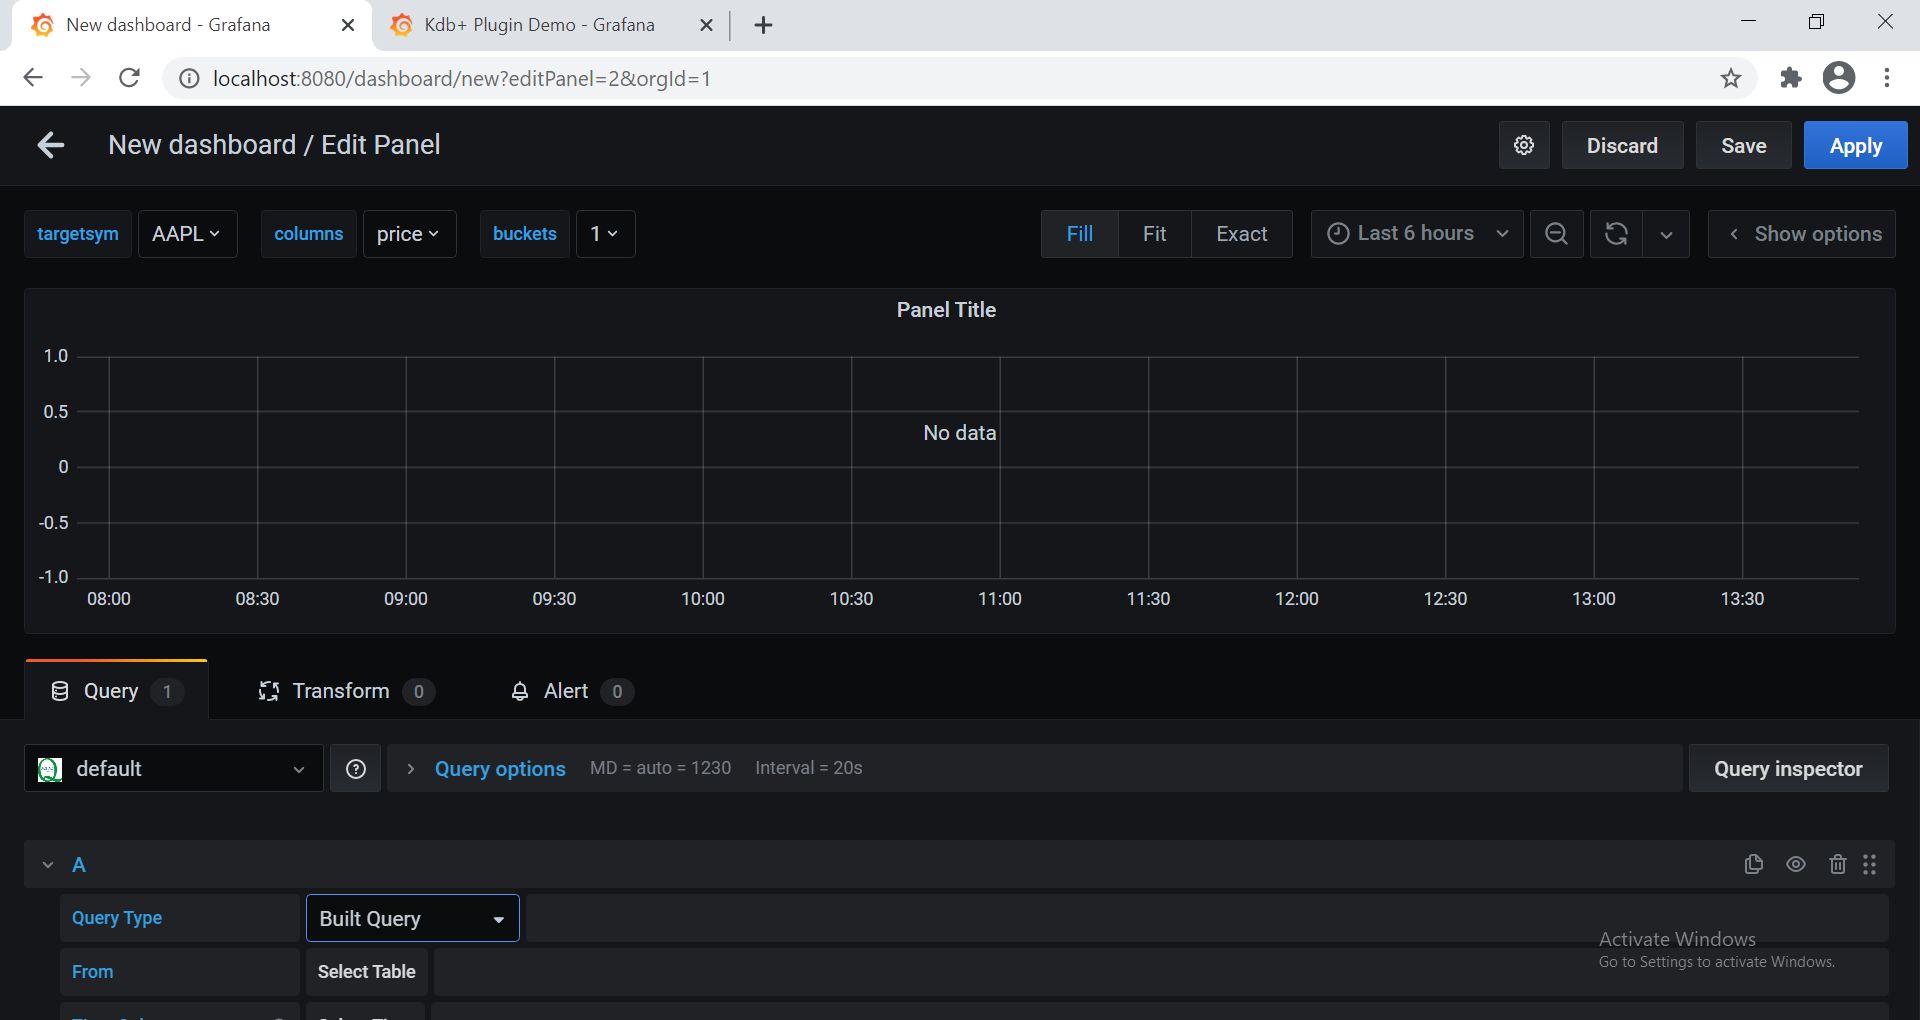 New dashboard - Grafana
Kdb+ Plugin Demo - Grafana
localhost:8080/dashboard/new?editPanel=2&orgId=1
New dashboard / Edit Panel
Discard
Save
Apply
targetsym
AAPL
columns
price
buckets
1
Fill
Fit
Exact
Last 6 hours
Show options
Panel Title
1.0
0.5
0
-0.5
-1.0
No data
08:00
08:30
09:00
09:30
10:00
10:30
11:00
11:30
12:00
12:30
13:00
13:30
Query 1
Transform 0
Alert 0
default
Query options
MD = auto = 1230
Interval = 20s
Query inspector
A
Query Type
Built Query
From
Select Table
Activate Windows
Go to Settings to activate Windows.